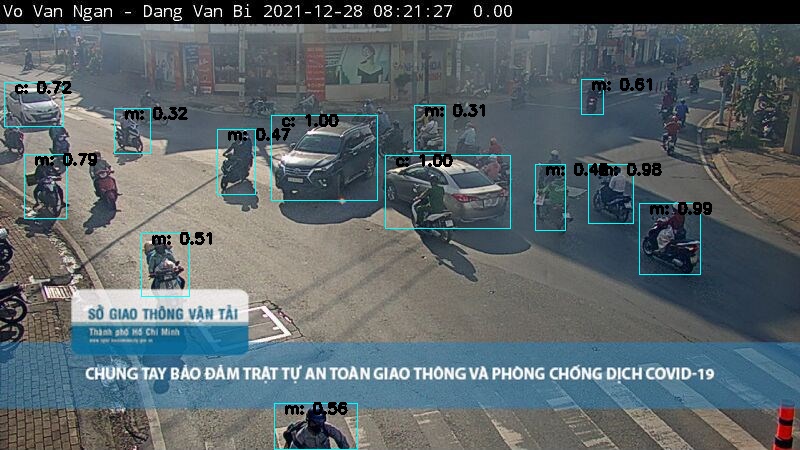 Vo Van Ngan - Dang Van Bi 2021-12-28 08:21:27 0.00
c: 0.72
m: 0.61
m: 0.32
m: 0.31
c: 1.00
m: 0.47
m: 0.79
c: 1.00
m: 0.98
m: 0.99
m: 0.51
SỞ GIAO THÔNG VẬN TẢI
Thành phố Hồ Chí Minh
CHUNG TAY BẢO ĐẢM TRẬT TỰ AN TOÀN GIAO THÔNG VÀ PHÒNG CHỐNG DỊCH COVID-19
m: 0.56